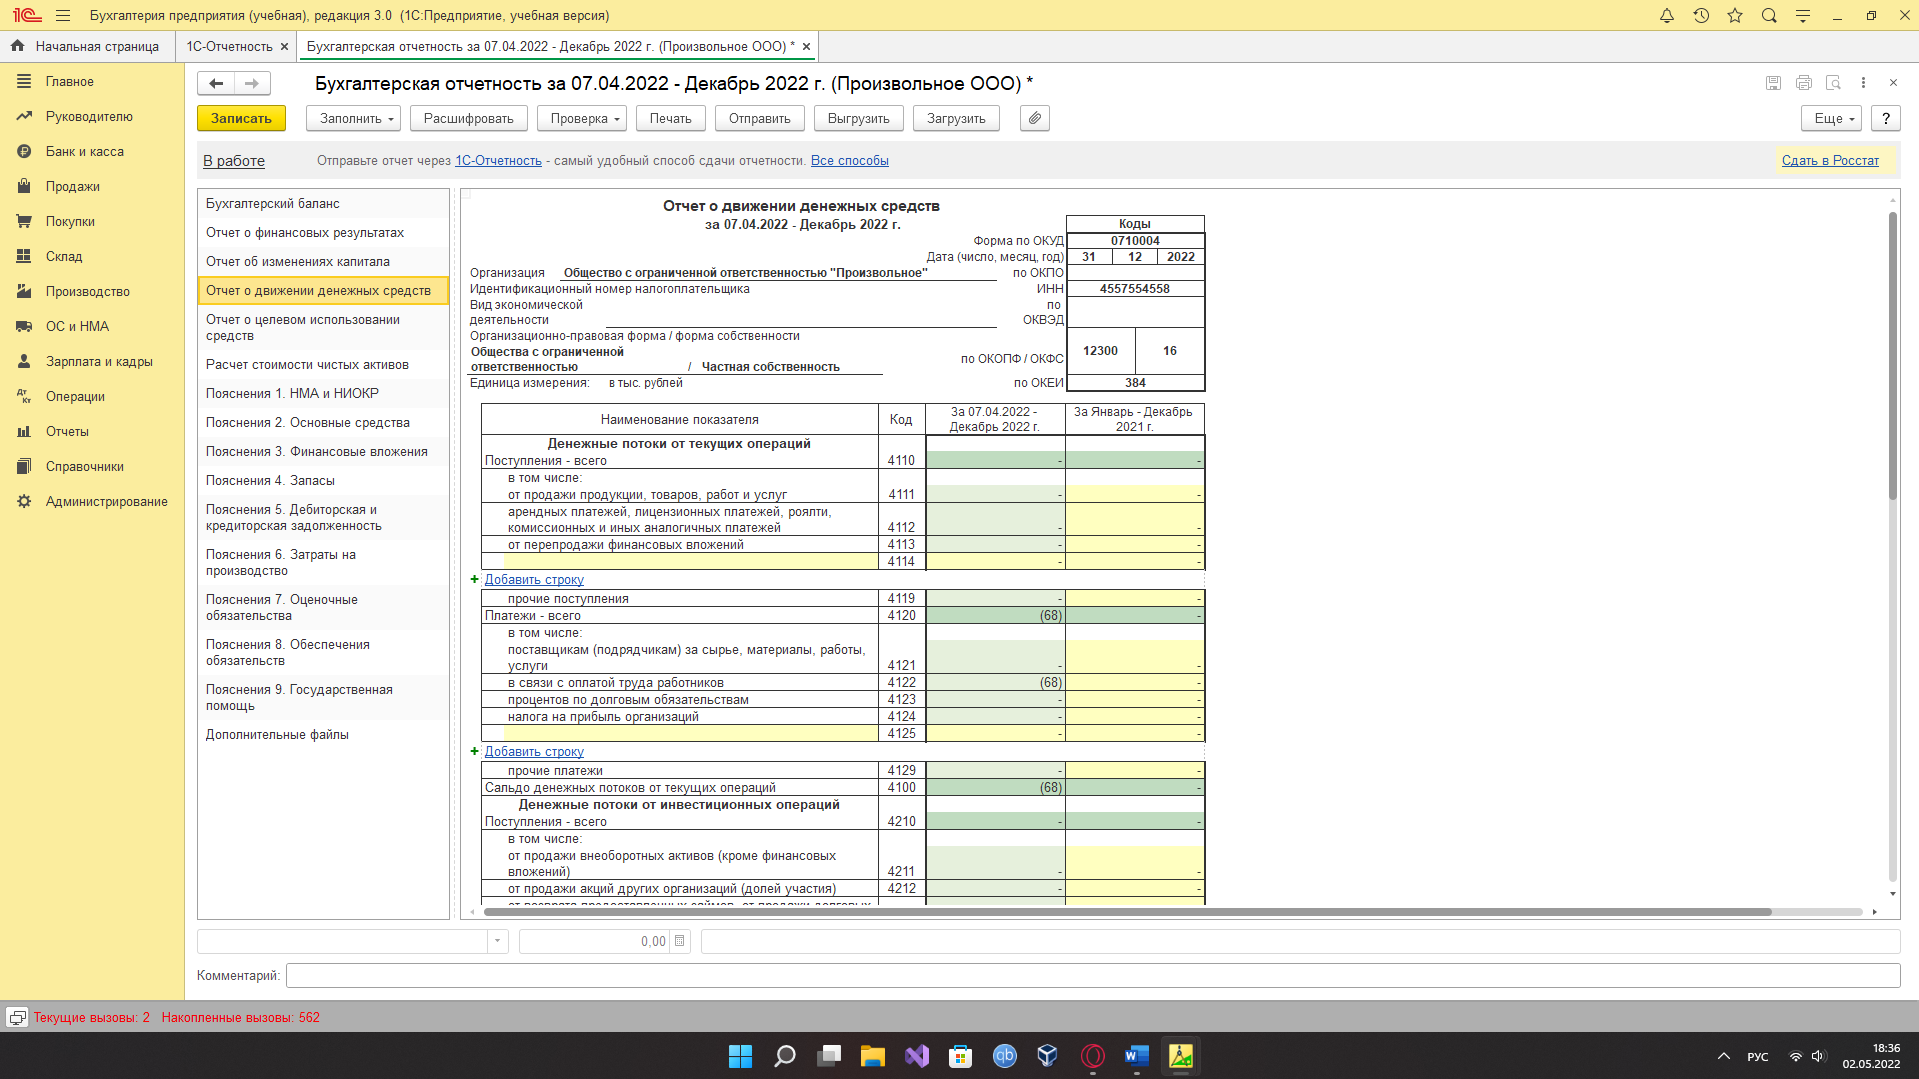 1С Бухгалтерия предприятия (учебная), редакция 3.0 (1С:Предприятие, учебная версия)
Начальная страница
1С-Отчетность ×
Бухгалтерская отчетность за 07.04.2022 - Декабрь 2022 г. (Произвольное ООО) * ×
Главное
Руководителю
Банк и касса
Продажи
Покупки
Склад
Производство
ОС и НМА
Зарплата и кадры
Операции
Отчеты
Справочники
Администрирование
Бухгалтерская отчетность за 07.04.2022 - Декабрь 2022 г. (Произвольное ООО) *
Записать
Заполнить
Расшифровать
Проверка
Печать
Отправить
Выгрузить
Загрузить
Еще
?
В работе
Отправьте отчет через 1С-Отчетность - самый удобный способ сдачи отчетности. Все способы
Сдать в Росстат
Бухгалтерский баланс
Отчет о финансовых результатах
Отчет об изменениях капитала
Отчет о движении денежных средств
Отчет о целевом использовании
средств
Расчет стоимости чистых активов
Пояснения 1. НМА и НИОКР
Пояснения 2. Основные средства
Пояснения 3. Финансовые вложения
Пояснения 4. Запасы
Пояснения 5. Дебиторская и
кредиторская задолженность
Пояснения 6. Затраты на
производство
Пояснения 7. Оценочные
обязательства
Пояснения 8. Обеспечения
обязательств
Пояснения 9. Государственная
помощь
Дополнительные файлы
Отчет о движении денежных средств
за 07.04.2022 - Декабрь 2022 г.
Коды
Форма по ОКУД 0710004
Дата (число, месяц, год) 31 12 2022
Организация Общество с ограниченной ответственностью "Произвольное" по ОКПО
Идентификационный номер налогоплательщика ИНН 4557554558
Вид экономической по
деятельности ОКВЭД
Организационно-правовая форма / форма собственности
Общества с ограниченной
ответственностью / Частная собственность по ОКОПФ / ОКФС 12300 16
Единица измерения: в тыс. рублей по ОКЕИ 384
Наименование показателя Код За 07.04.2022 - Декабрь 2022 г. За Январь - Декабрь 2021 г.
Денежные потоки от текущих операций
Поступления - всего 4110 - -
в том числе:
от продажи продукции, товаров, работ и услуг 4111 - -
арендных платежей, лицензионных платежей, роялти,
комиссионных и иных аналогичных платежей 4112 - -
от перепродажи финансовых вложений 4113 - -
4114 - -
Добавить строку
прочие поступления 4119 - -
Платежи - всего 4120 (68) -
в том числе:
поставщикам (подрядчикам) за сырье, материалы, работы,
услуги 4121 - -
в связи с оплатой труда работников 4122 (68) -
процентов по долговым обязательствам 4123 - -
налога на прибыль организаций 4124 - -
4125 - -
Добавить строку
прочие платежи 4129 - -
Сальдо денежных потоков от текущих операций 4100 (68) -
Денежные потоки от инвестиционных операций
Поступления - всего 4210 - -
в том числе:
от продажи внеоборотных активов (кроме финансовых
вложений) 4211 - -
от продажи акций других организаций (долей участия) 4212 - -
от возврата предоставленных займов, от продажи долговых
0,00
Комментарий:
Текущие вызовы: 2 Накопленные вызовы: 562
РУС
18:36
02.05.2022